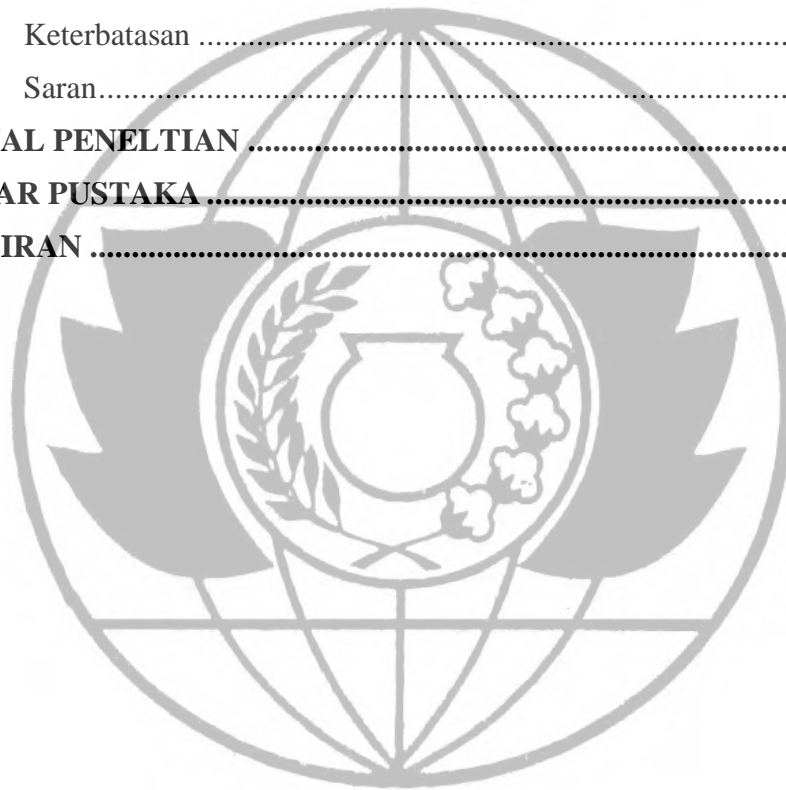 Keterbatasan ................................................................................
Saran................................................................................
AL PENELTIAN ................................................................................
AR PUSTAKA ................................................................................
IRAN ................................................................................